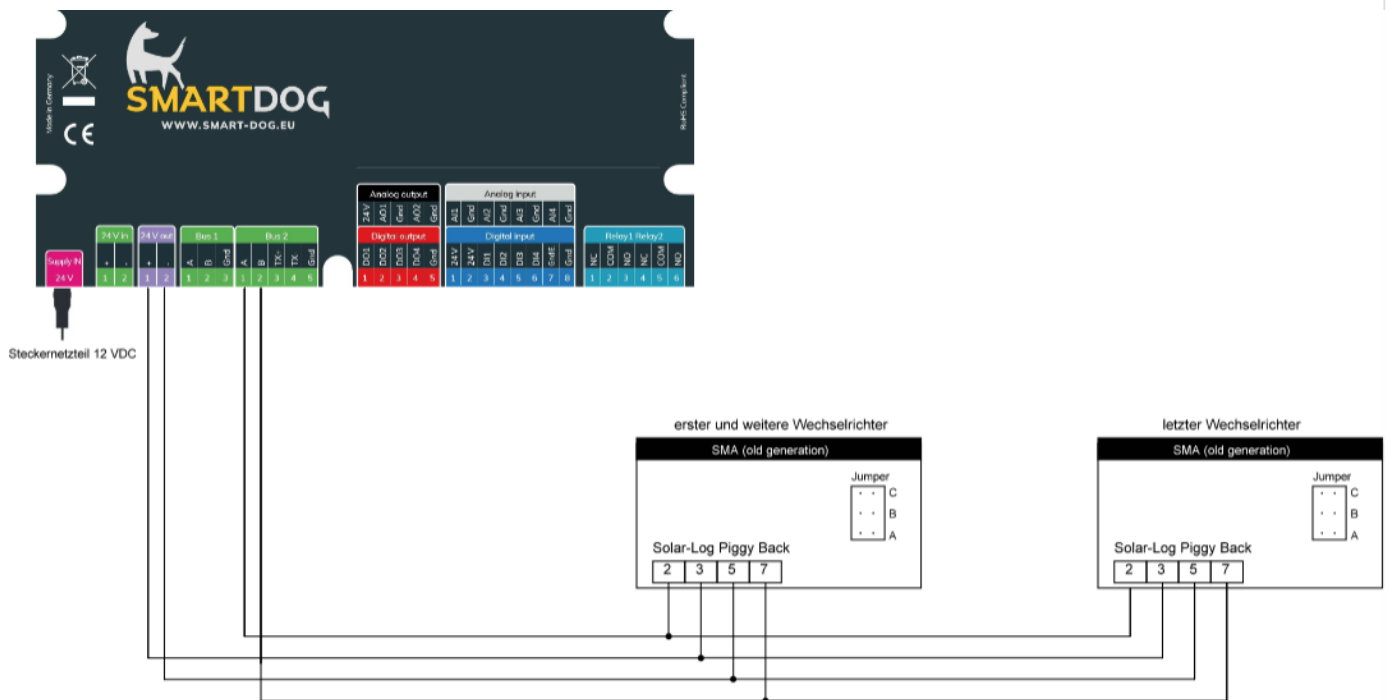 Made in Germany
SMARTDOG
WWW.SMART-DOG.EU
CE
RoHS Compliant
Analog output
24V AO1 Gnd AO2 Gnd
Analog input
AI1 Gnd AI2 Gnd AI3 Gnd AI4 Gnd
Supply IN
24 V
24 V in
+ -
1 2
24 V out
+ -
1 2
Bus 1
A B Gnd
1 2 3
Bus 2
A B TX- TX Gnd
1 2 3 4 5
Digital output
DO1 DO2 DO3 DO4 Gnd
1 2 3 4 5
Digital input
24V 24V DI1 DI2 DI3 DI4 Gnd
1 2 3 4 5 6 7 8
Relay1 Relay2
NC COM NO NC COM NO
1 2 3 4 5 6
Steckernetzteil 12 VDC
erster und weitere Wechselrichter
SMA (old generation)
Jumper
C
B
A
Solar-Log Piggy Back
2 3 5 7
letzter Wechselrichter
SMA (old generation)
Jumper
C
B
A
Solar-Log Piggy Back
2 3 5 7